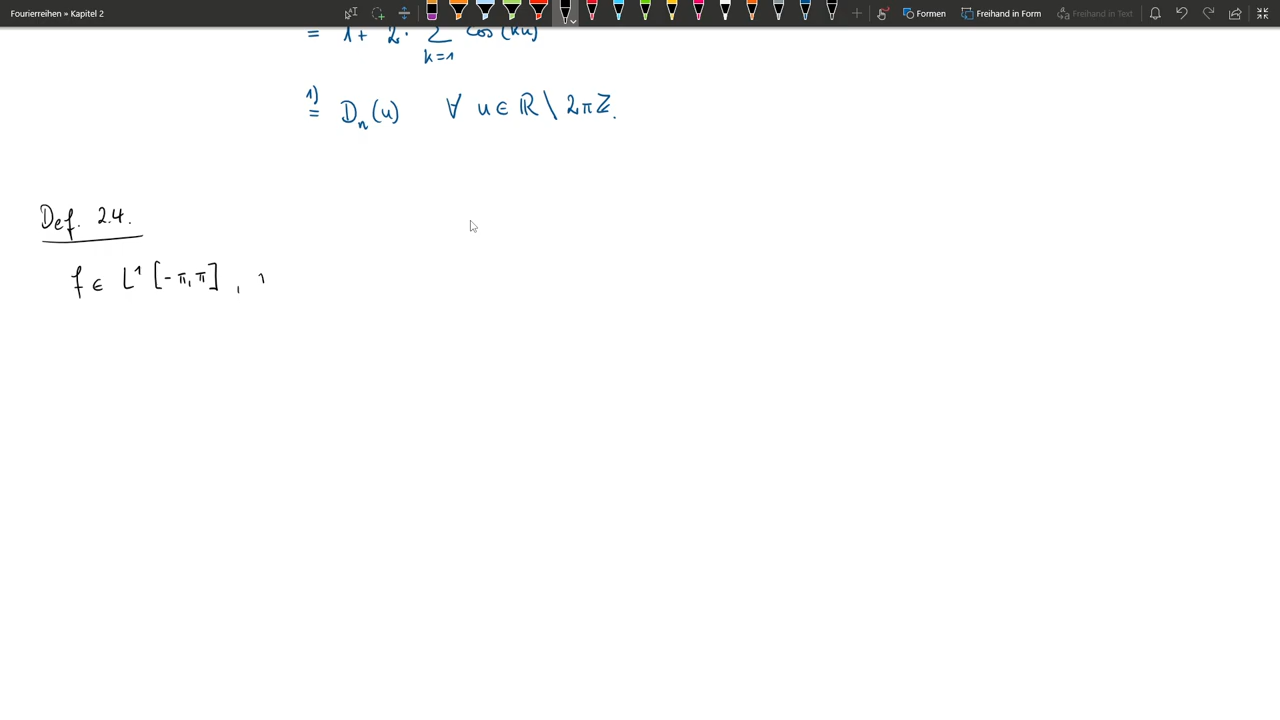 Fourierreihen » Kapitel 2
Formen
Freihand in Form
Freihand in Text
= 1 + 2 · Σ cos(ku)
k=1
1)
= Dₙ(u) ∀ u ∈ ℝ \ 2πℤ.
Def. 2.4.
f ∈ L¹ [-π, π] ,